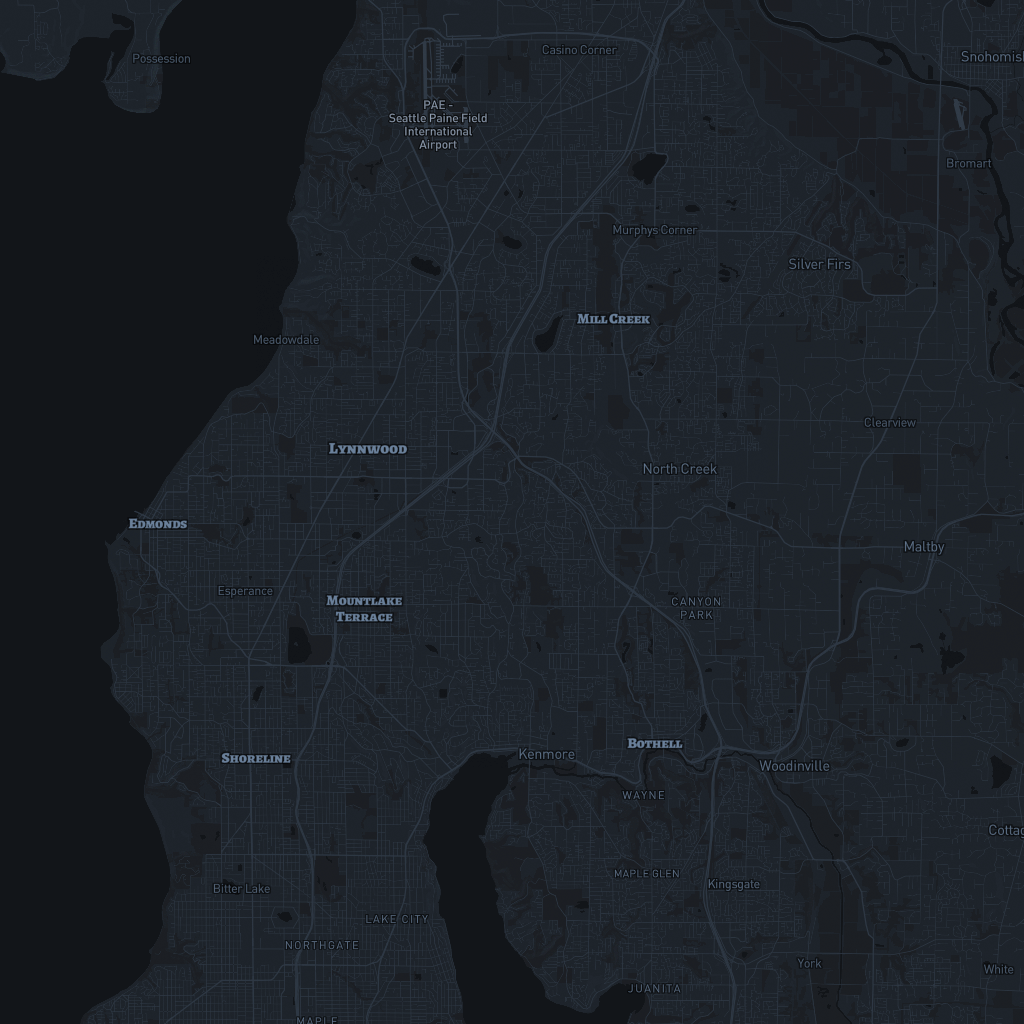 Casino Corner
Possession
Snohomish
PAE -
Seattle Paine Field
International
Airport
Bromart
Murphys Corner
Silver Firs
Mill Creek
Meadowdale
Clearview
Lynnwood
North Creek
Edmonds
Maltby
Esperance
Mountlake
Terrace
CANYON
PARK
Bothell
Shoreline
Kenmore
Woodinville
WAYNE
Cottag
MAPLE GLEN
Kingsgate
Bitter Lake
LAKE CITY
NORTHGATE
York
White
JUANITA
MAPLE